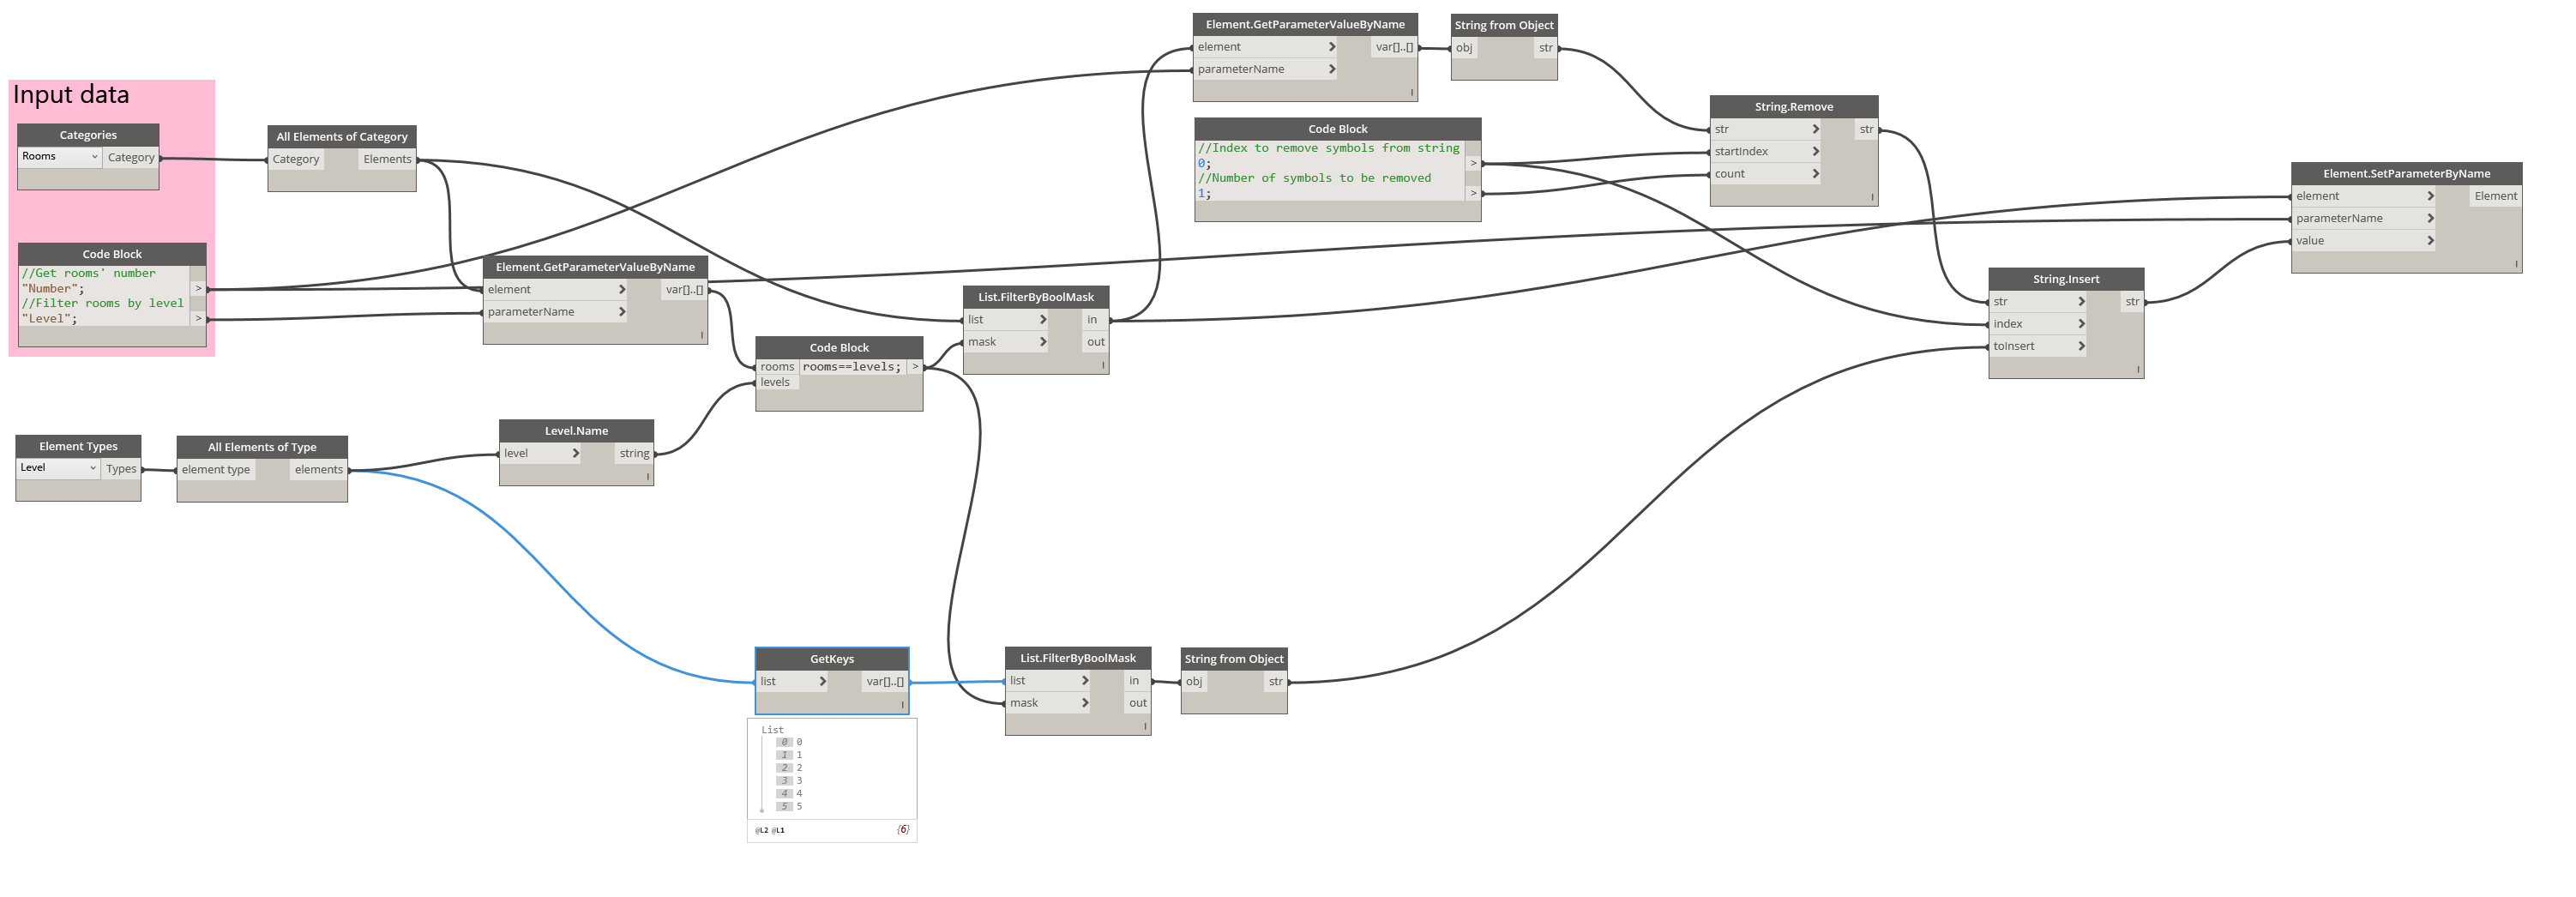 Input data
Categories
Rooms
Category
All Elements of Category
Category Elements
Code Block
//Get rooms' number
"Number"; >
//Filter rooms by level
"Level"; >
Element Types
Level
Types
All Elements of Type
element type elements
Element.GetParameterValueByName
element > var[]..[]
parameterName >
l
Level.Name
level > string
l
Code Block
rooms rooms==levels; >
levels
List.FilterByBoolMask
list > in
mask > out
l
GetKeys
list > var[]..[]
l
List
0 0
1 1
2 2
3 3
4 4
5 5
@L2 @L1 {6}
List.FilterByBoolMask
list > in
mask > out
l
String from Object
obj str
Element.GetParameterValueByName
element > var[]..[]
parameterName >
l
String from Object
obj str
Code Block
//Index to remove symbols from string
0; >
//Number of symbols to be removed
1; >
String.Remove
str > str
startIndex >
count >
l
String.Insert
str > str
index >
toInsert >
l
Element.SetParameterByName
element > Element
parameterName >
value >
l